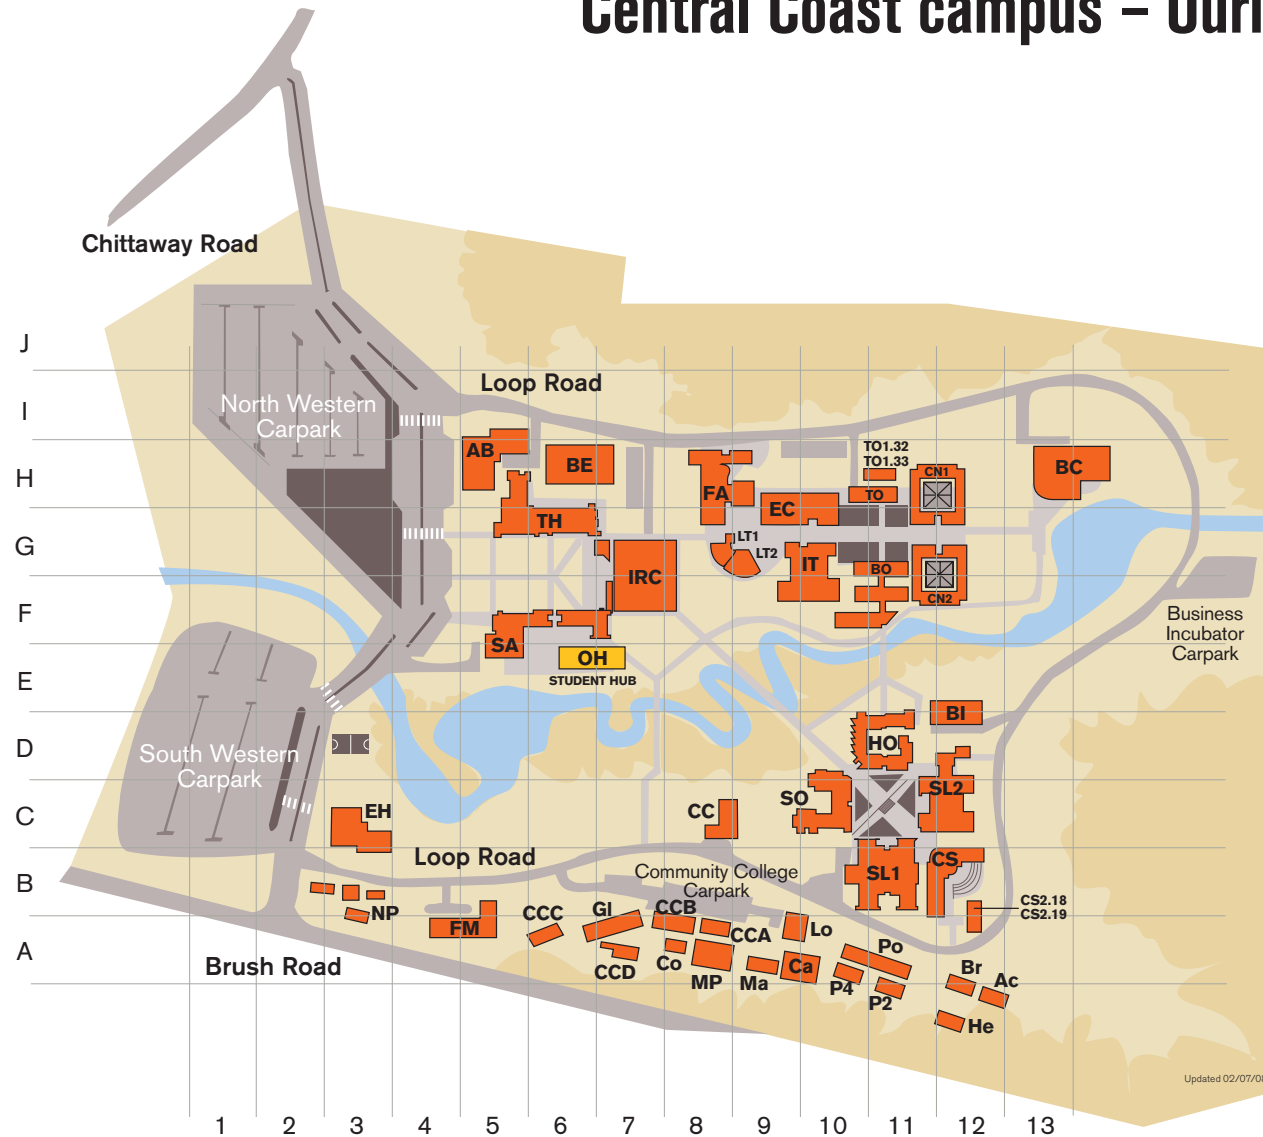 Central Coast campus – Ouri
Chittaway Road
J
Loop Road
I
North Western
Carpark
AB
BE
TO1.32
TO1.33
BC
H
FA
CN1
TO
EC
TH
G
LT1
LT2
IT
BO
IRC
CN2
F
Business
Incubator
Carpark
SA
OH
STUDENT HUB
E
BI
D
South Western
Carpark
HO
SL2
SO
C
EH
CC
Loop Road
CS
B
Community College
Carpark
SL1
CS2.18
CS2.19
NP
CCC
GI
CCB
FM
CCA
Lo
A
Brush Road
CCD
Co
MP
Ma
Ca
Po
P4
P2
Br
Ac
He
Updated 02/07/08
1 2 3 4 5 6 7 8 9 10 11 12 13